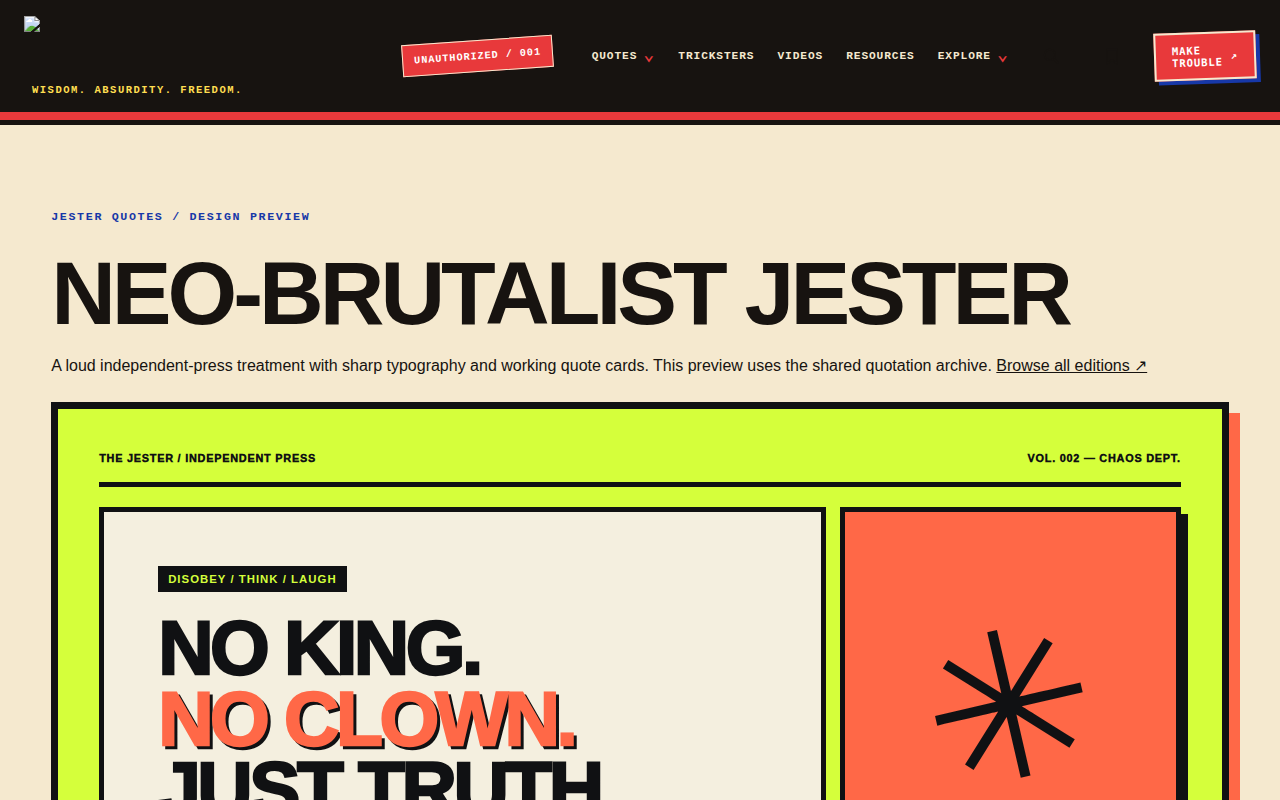 UNAUTHORIZED / 001
QUOTES
TRICKSTERS
VIDEOS
RESOURCES
EXPLORE
MAKE
TROUBLE ↗
WISDOM. ABSURDITY. FREEDOM.
JESTER QUOTES / DESIGN PREVIEW
NEO-BRUTALIST JESTER
A loud independent-press treatment with sharp typography and working quote cards. This preview uses the shared quotation archive. Browse all editions ↗
THE JESTER / INDEPENDENT PRESS
VOL. 002 — CHAOS DEPT.
DISOBEY / THINK / LAUGH
NO KING.
NO CLOWN.
JUST TRUTH